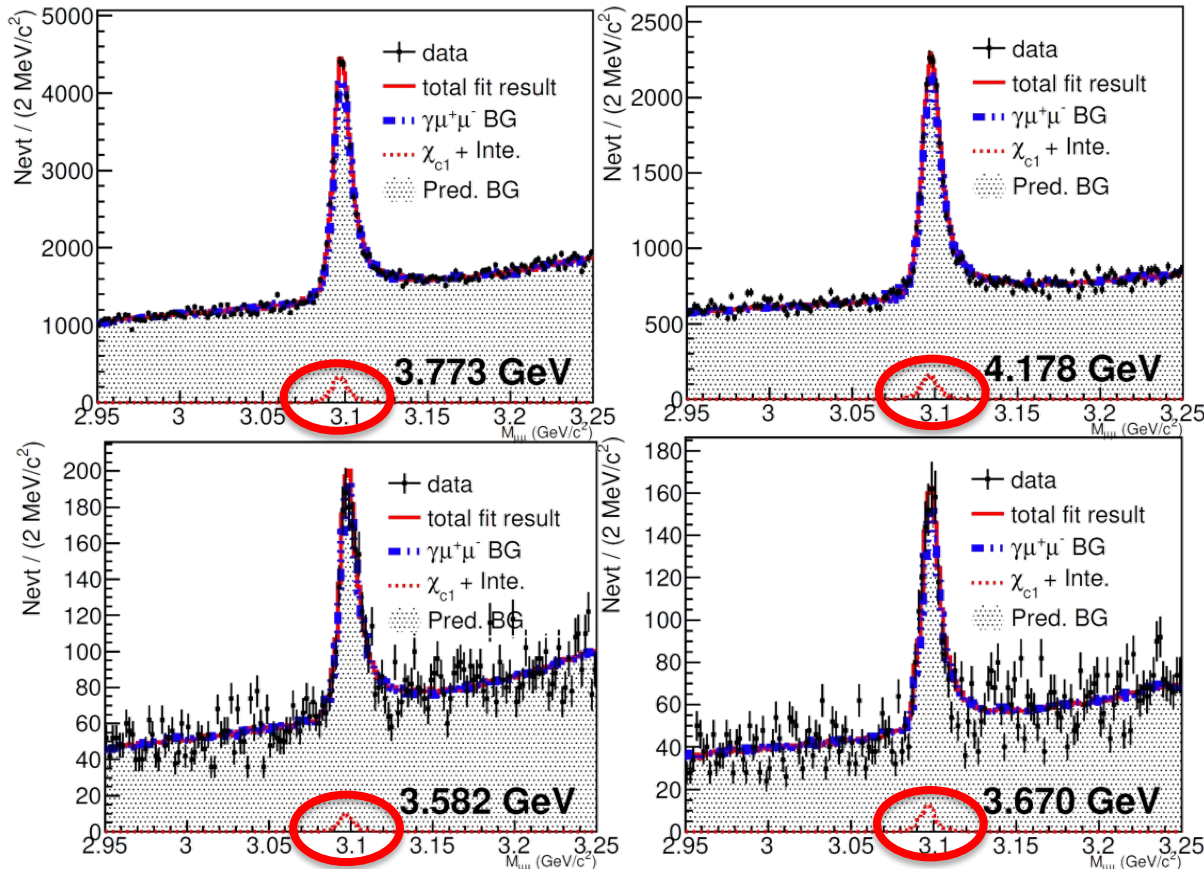 5000
4000
3000
2000
1000
0
Nevt / (2 MeV/c²)
data
total fit result
γμ⁺μ⁻ BG
χc1 + Inte.
Pred. BG
3.773 GeV
2.95 3 3.05 3.10 3.15 3.2 3.25
Mμμ (GeV/c²)
2500
2000
1500
1000
500
0
Nevt / (2 MeV/c²)
data
total fit result
γμ⁺μ⁻ BG
χc1 + Inte.
Pred. BG
4.178 GeV
2.95 3 3.05 3.10 3.15 3.2 3.25
Mμμ (GeV/c²)
200
180
160
140
120
100
80
60
40
20
0
Nevt / (2 MeV/c²)
data
total fit result
γμ⁺μ⁻ BG
χc1 + Inte.
Pred. BG
3.582 GeV
2.95 3 3.05 3.10 3.15 3.2 3.25
Mμμ (GeV/c²)
180
160
140
120
100
80
60
40
20
0
Nevt / (2 MeV/c²)
data
total fit result
γμ⁺μ⁻ BG
χc1 + Inte.
Pred. BG
3.670 GeV
2.95 3 3.05 3.10 3.15 3.2 3.25
Mμμ (GeV/c²)